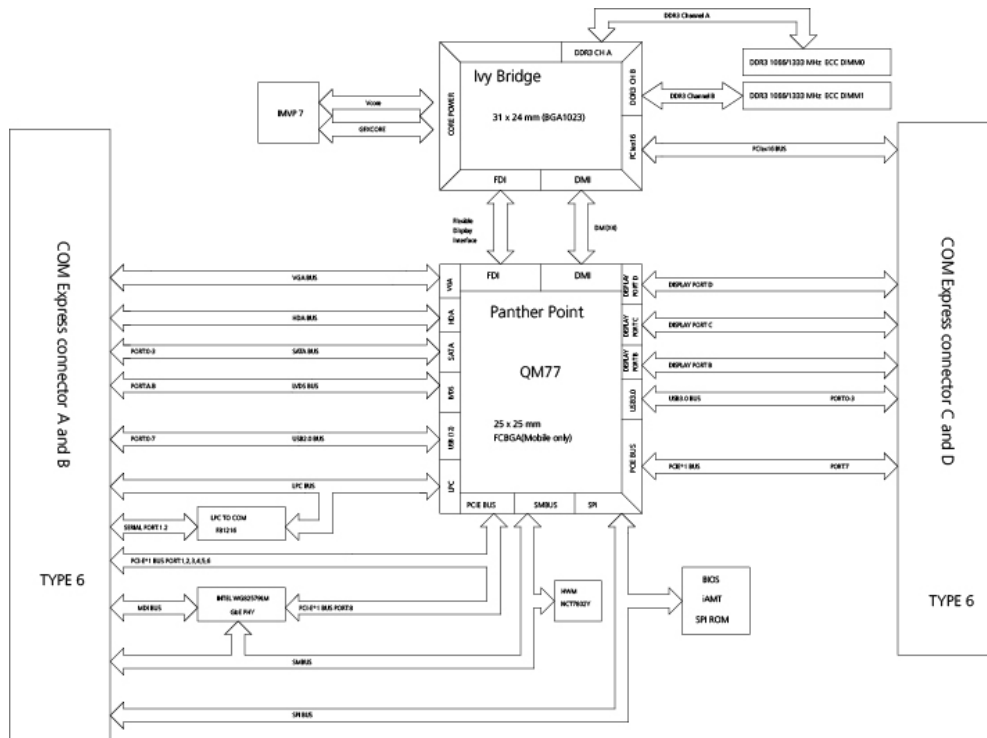 DDR3 Channel A
DDR3 CH A
Ivy Bridge
31 x 24 mm (BGA1023)
CORE POWER
DDR3 CH B
PCIex16
FDI
DMI
DDR3 1066/1333 MHz ECC DIMM0
DDR3 Channel B
DDR3 1066/1333 MHz ECC DIMM1
IMVP 7
Vcore
GFXCORE
PCIex16 BUS
Flexible
Display
Interface
DMI(X4)
COM Express connector A and B
TYPE 6
COM Express connector C and D
TYPE 6
FDI
DMI
Panther Point
QM77
25 x 25 mm
FCBGA(Mobile only)
VGA
HDA
SATA
LVDS
USB (12)
LPC
DISPLAY
PORT D
DISPLAY
PORT C
DISPLAY
PORT B
USB3.0
PCIE BUS
PCIE BUS
SMBUS
SPI
VGA BUS
HDA BUS
PORT0-3
SATA BUS
PORTA.B
LVDS BUS
PORT0-7
USB2.0 BUS
LPC BUS
DISPLAY PORT D
DISPLAY PORT C
DISPLAY PORT B
USB3.0 BUS
PORT0-3
PCIE*1 BUS
PORT7
SERIAL PORT 1.2
LPC TO COM
PCI-E*1 BUS PORT1,2,3,4,5,6
MDI BUS
GbE PHY
PCI-E*1 BUS PORT8
HWM
NCT7802Y
BIOS
iAMT
SPI ROM
SMBUS
SPI BUS